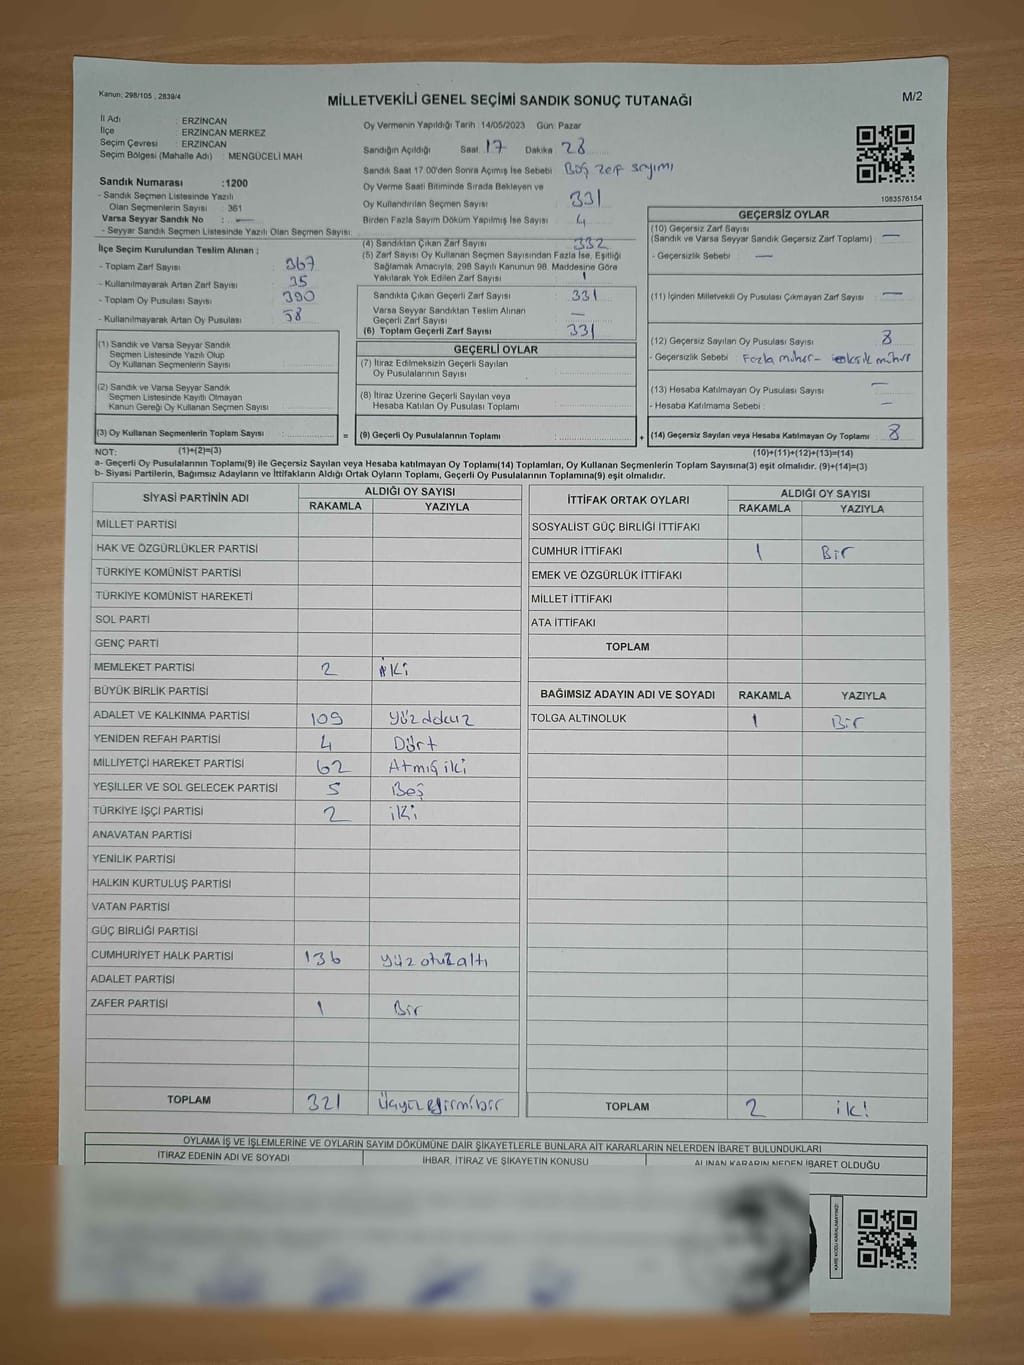 Kanun: 298/105 , 2839/4
MİLLETVEKİLİ GENEL SEÇİMİ SANDIK SONUÇ TUTANAĞI
M/2
İl Adı : ERZİNCAN
İlçe : ERZİNCAN MERKEZ
Seçim Çevresi : ERZİNCAN
Seçim Bölgesi (Mahalle Adı) : MENGÜCELİ MAH
Sandık Numarası :1200
- Sandık Seçmen Listesinde Yazılı
Olan Seçmenlerin Sayısı : 361
Varsa Seyyar Sandık No : —
- Seyyar Sandık Seçmen Listesinde Yazılı Olan Seçmen Sayısı:
İlçe Seçim Kurulundan Teslim Alınan ;
- Toplam Zarf Sayısı 367
- Kullanılmayarak Artan Zarf Sayısı 35
- Toplam Oy Pusulası Sayısı 390
- Kullanılmayarak Artan Oy Pusulası 58
Oy Vermenin Yapıldığı Tarih :14/05/2023 Gün: Pazar
Sandığın Açıldığı Saat 17 Dakika 28
Sandık Saat 17:00'den Sonra Açımış İse Sebebi Boş zarf sayımı
Oy Verme Saati Bitiminde Sırada Bekleyen ve
Oy Kullandırılan Seçmen Sayısı: 331
Birden Fazla Sayım Döküm Yapılmış İse Sayısı 4
(4) Sandıktan Çıkan Zarf Sayısı 332
(5) Zarf Sayısı Oy Kullanan Seçmen Sayısından Fazla İse, Eşitliği
Sağlamak Amacıyla, 298 Sayılı Kanunun 98. Maddesine Göre
Yakılarak Yok Edilen Zarf Sayısı 1
Sandıkta Çıkan Geçerli Zarf Sayısı 331
Varsa Seyyar Sandıktan Teslim Alınan
Geçerli Zarf Sayısı —
(6) Toplam Geçerli Zarf Sayısı 331
1083576154
GEÇERSİZ OYLAR
(10) Geçersiz Zarf Sayısı
(Sandık ve Varsa Seyyar Sandık Geçersiz Zarf Toplamı) —
- Geçersizlik Sebebi —
(11) İçinden Milletvekili Oy Pusulası Çıkmayan Zarf Sayısı —
(12) Geçersiz Sayılan Oy Pusulası Sayısı 8
- Geçersizlik Sebebi Fazla mühür- eksik mühür
(13) Hesaba Katılmayan Oy Pusulası Sayısı —
- Hesaba Katılmama Sebebi : —
(14) Geçersiz Sayılan veya Hesaba Katılmayan Oy Toplamı 8
(10)+(11)+(12)+(13)=(14)
(1) Sandık ve Varsa Seyyar Sandık
Seçmen Listesinde Yazılı Olup
Oy Kullanan Seçmenlerin Sayısı
(2) Sandık ve Varsa Seyyar Sandık
Seçmen Listesinde Kayıtlı Olmayan
Kanun Gereği Oy Kullanan Seçmen Sayısı
(3) Oy Kullanan Seçmenlerin Toplam Sayısı =
(1)+(2)=(3)
GEÇERLİ OYLAR
(7) İtiraz Edilmeksizin Geçerli Sayılan
Oy Pusulalarının Sayısı
(8) İtiraz Üzerine Geçerli Sayılan veya
Hesaba Katılan Oy Pusulası Toplamı
(9) Geçerli Oy Pusulalarının Toplamı +
NOT:
a- Geçerli Oy Pusulalarının Toplamı(9) ile Geçersiz Sayılan veya Hesaba katılmayan Oy Toplamı(14) Toplamları, Oy Kullanan Seçmenlerin Toplam Sayısına(3) eşit olmalıdır. (9)+(14)=(3)
b- Siyasi Partilerin, Bağımsız Adayların ve İttifakların Aldığı Ortak Oyların Toplamı, Geçerli Oy Pusulalarının Toplamına(9) eşit olmalıdır.
SİYASİ PARTİNİN ADI ALDIĞI OY SAYISI
RAKAMLA YAZIYLA
MİLLET PARTİSİ
HAK VE ÖZGÜRLÜKLER PARTİSİ
TÜRKİYE KOMÜNİST PARTİSİ
TÜRKİYE KOMÜNİST HAREKETİ
SOL PARTİ
GENÇ PARTİ
MEMLEKET PARTİSİ 2 iki
BÜYÜK BİRLİK PARTİSİ
ADALET VE KALKINMA PARTİSİ 109 Yüzdokuz
YENİDEN REFAH PARTİSİ 4 Dört
MİLLİYETÇİ HAREKET PARTİSİ 62 Atmış iki
YEŞİLLER VE SOL GELECEK PARTİSİ 5 Beş
TÜRKİYE İŞÇİ PARTİSİ 2 iki
ANAVATAN PARTİSİ
YENİLİK PARTİSİ
HALKIN KURTULUŞ PARTİSİ
VATAN PARTİSİ
GÜÇ BİRLİĞİ PARTİSİ
CUMHURİYET HALK PARTİSİ 136 Yüz otuz altı
ADALET PARTİSİ
ZAFER PARTİSİ 1 Bir
TOPLAM 321 Üçyüzyirmibir
İTTİFAK ORTAK OYLARI ALDIĞI OY SAYISI
RAKAMLA YAZIYLA
SOSYALİST GÜÇ BİRLİĞİ İTTİFAKI
CUMHUR İTTİFAKI 1 Bir
EMEK VE ÖZGÜRLÜK İTTİFAKI
MİLLET İTTİFAKI
ATA İTTİFAKI
TOPLAM
BAĞIMSIZ ADAYIN ADI VE SOYADI RAKAMLA YAZIYLA
TOLGA ALTINOLUK 1 Bir
TOPLAM 2 iki
OYLAMA İŞ VE İŞLEMLERİNE VE OYLARIN SAYIM DÖKÜMÜNE DAİR ŞİKAYETLERLE BUNLARA AİT KARARLARIN NELERDEN İBARET BULUNDUKLARI
İTİRAZ EDENİN ADI VE SOYADI İHBAR, İTİRAZ VE ŞİKAYETİN KONUSU ALINAN KARARIN NEDEN İBARET OLDUĞU
KARE KODU KARALAMAYINIZ!